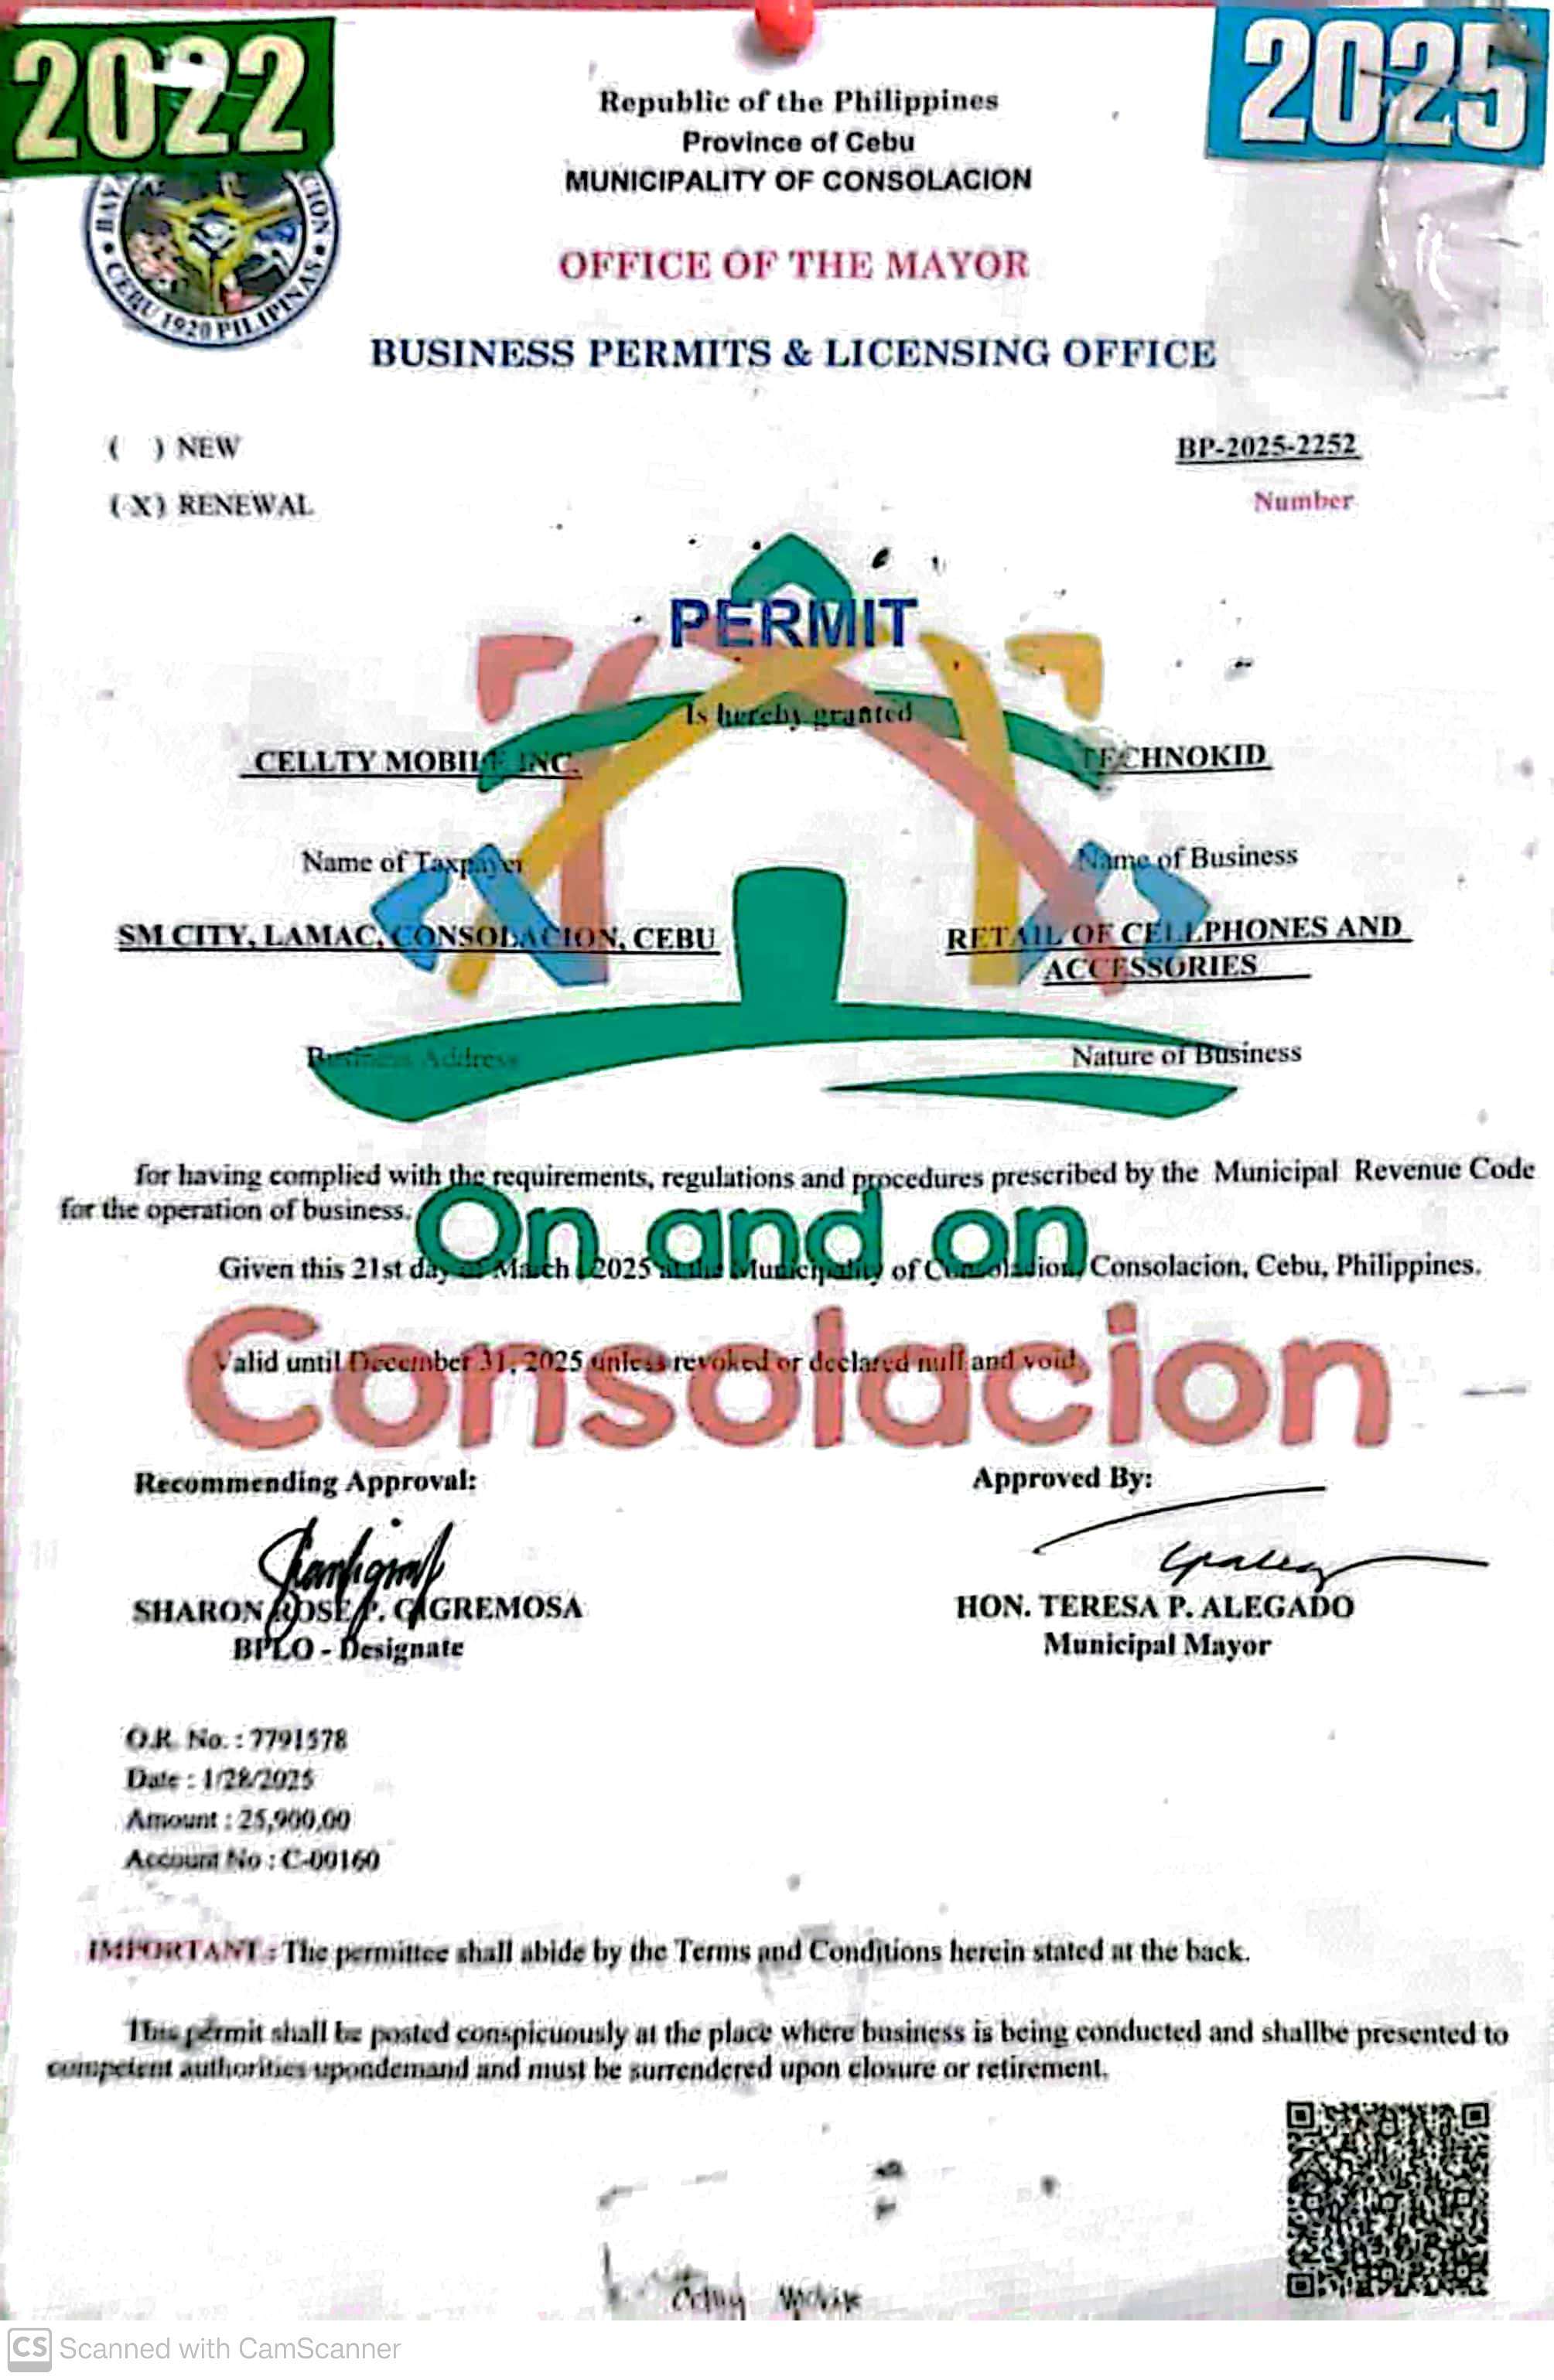 2022
2025
Republic of the Philippines
Province of Cebu
MUNICIPALITY OF CONSOLACION
CEBU 1920 PILIPINAS
OFFICE OF THE MAYOR
BUSINESS PERMITS & LICENSING OFFICE
( ) NEW
BP-2025-2252
(X) RENEWAL
Number
PERMIT
Is hereby granted
CELLTY MOBILE INC.
TECHNOKID
Name of Taxpayer
Name of Business
SM CITY, LAMAC, CONSOLACION, CEBU
RETAIL OF CELLPHONES AND
ACCESSORIES
Business Address
Nature of Business
for having complied with the requirements, regulations and procedures prescribed by the Municipal Revenue Code
for the operation of business.
On and on
Given this 21st day of March, 2025 at the Municipality of Consolacion, Consolacion, Cebu, Philippines.
Consolacion
Valid until December 31, 2025 unless revoked or declared null and void.
Recommending Approval:
Approved By:
SHARON ROSE P. GAGREMOSA
HON. TERESA P. ALEGADO
BPLO - Designate
Municipal Mayor
O.R. No. : 7791578
Date : 1/28/2025
Amount : 25,900.00
Account No : C-00160
IMPORTANT : The permittee shall abide by the Terms and Conditions herein stated at the back.
This permit shall be posted conspicuously at the place where business is being conducted and shallbe presented to
competent authorities upondemand and must be surrendered upon closure or retirement.
CS Scanned with CamScanner